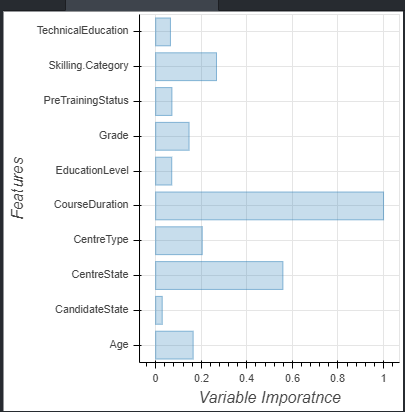 TechnicalEducation
Skilling.Category
PreTrainingStatus
Grade
EducationLevel
CourseDuration
CentreType
CentreState
CandidateState
Age
Features
0 0.2 0.4 0.6 0.8 1
Variable Imporatnce